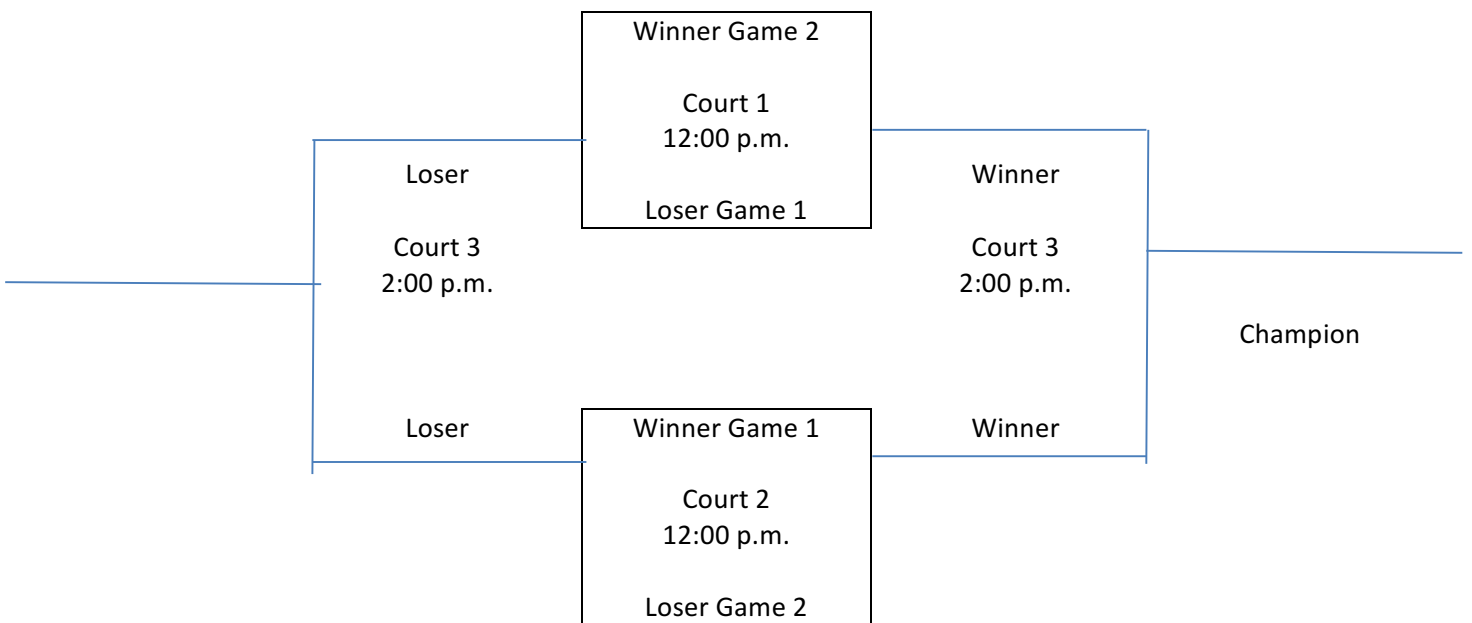 Winner Game 2
Court 1
12:00 p.m.
Loser Game 1
Loser
Court 3
2:00 p.m.
Loser
Winner
Court 3
2:00 p.m.
Winner
Champion
Winner Game 1
Court 2
12:00 p.m.
Loser Game 2